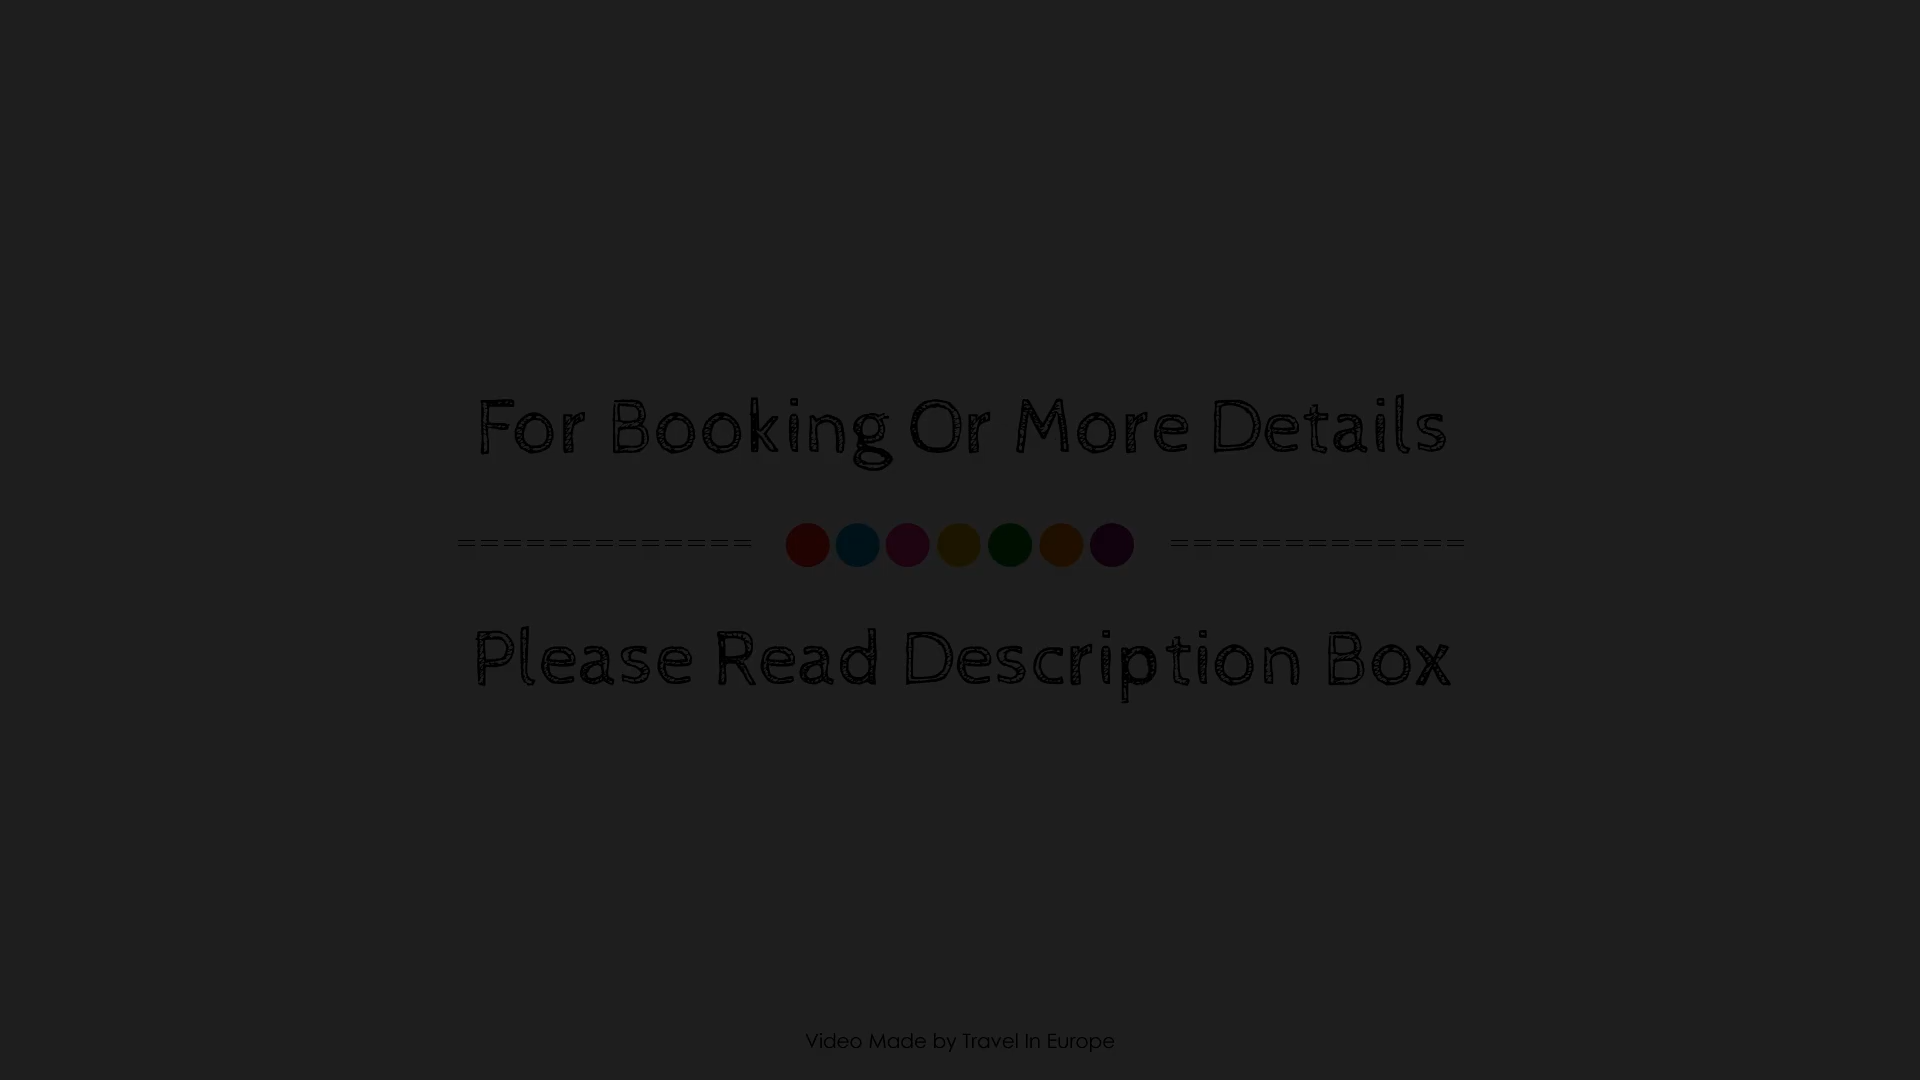 For Booking Or More Details
============= =============
Please Read Description Box
Video Made by Travel In Europe